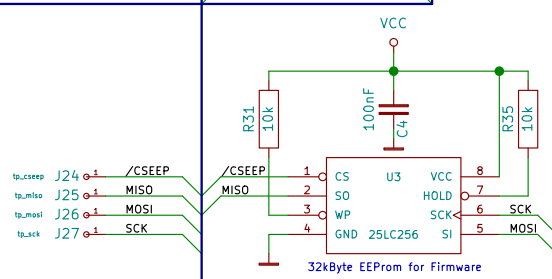 VCC
R31
10k
100nF
C4
R35
10k
tp_cseep J24 1 /CSEEP /CSEEP 1 CS U3 VCC 8
tp_miso J25 1 MISO MISO 2 SO HOLD 7
tp_mosi J26 1 MOSI 3 WP SCK 6 SCK
tp_sck J27 1 SCK 4 GND 25LC256 SI 5 MOSI
32kByte EEProm for Firmware